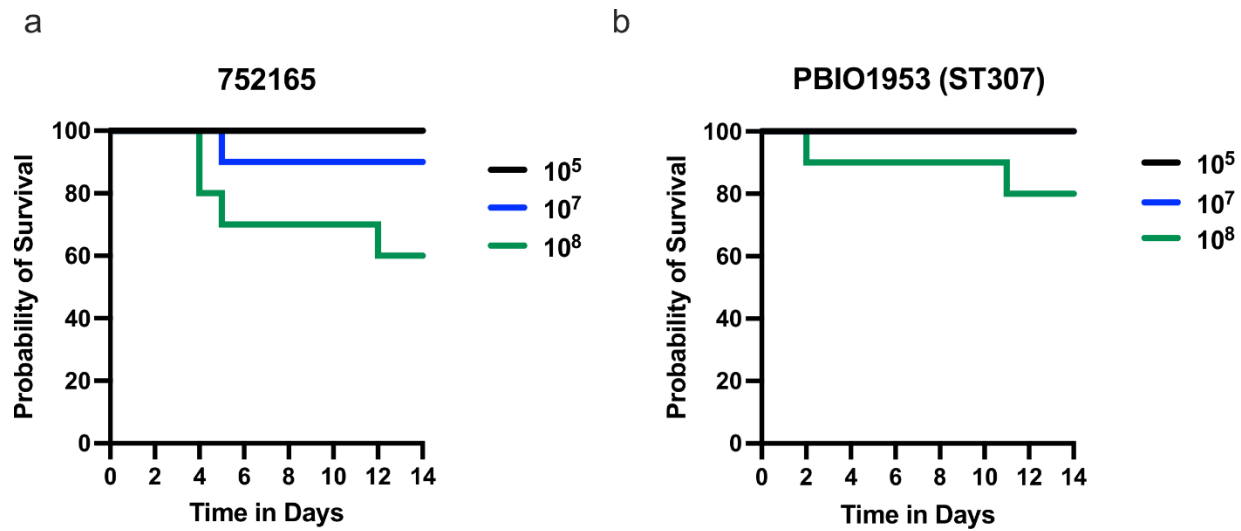 a
752165
Probability of Survival
100
80
60
40
20
0
0 2 4 6 8 10 12 14
Time in Days
10⁵
10⁷
10⁸
b
PBIO1953 (ST307)
Probability of Survival
100
80
60
40
20
0
0 2 4 6 8 10 12 14
Time in Days
10⁵
10⁷
10⁸